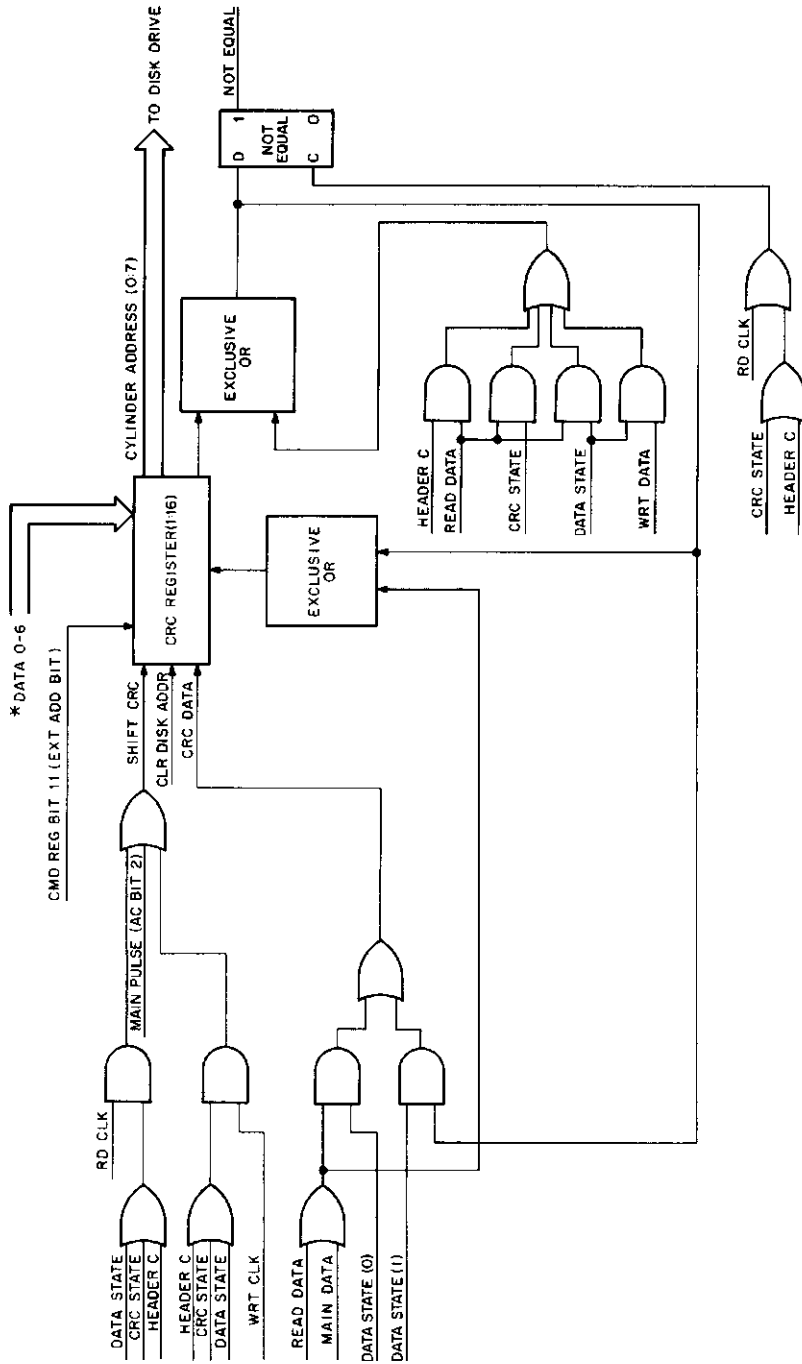 * DATA 0-6
CMD REG BIT 11 (EXT ADD BIT)
SHIFT CRC
CLR DISK ADDR
CRC DATA
CRC REGISTER(1:16)
CYLINDER ADDRESS (0:7)
TO DISK DRIVE
MAIN PULSE (AC BIT 2)
RD CLK
DATA STATE
CRC STATE
HEADER C
HEADER C
CRC STATE
DATA STATE
WRT CLK
READ DATA
MAIN DATA
DATA STATE (0)
DATA STATE (1)
EXCLUSIVE
OR
EXCLUSIVE
OR
D
1
NOT
EQUAL
C
0
NOT EQUAL
HEADER C
READ DATA
CRC STATE
DATA STATE
WRT DATA
RD CLK
CRC STATE
HEADER C